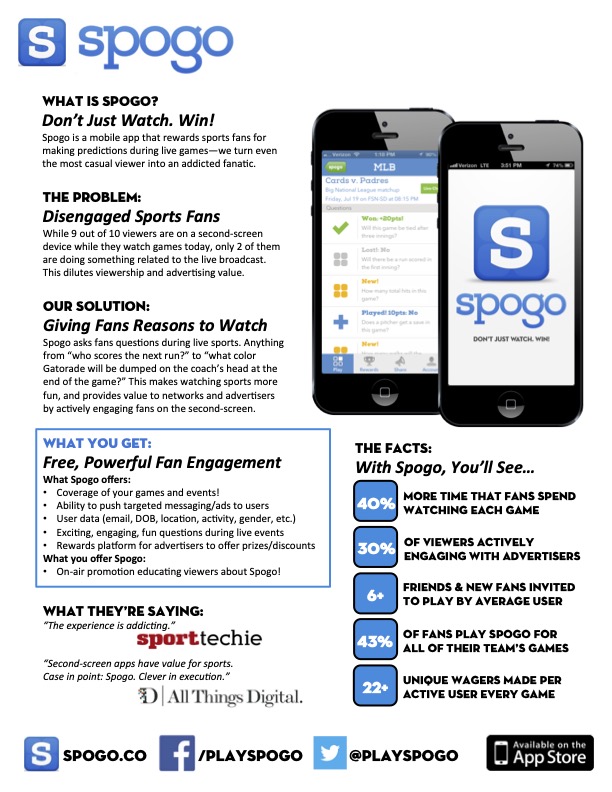 S spogo
WHAT IS SPOGO?
Don't Just Watch. Win!
Spogo is a mobile app that rewards sports fans for
making predictions during live games—we turn even
the most casual viewer into an addicted fanatic.
THE PROBLEM:
Disengaged Sports Fans
While 9 out of 10 viewers are on a second-screen
device while they watch games today, only 2 of them
are doing something related to the live broadcast.
This dilutes viewership and advertising value.
OUR SOLUTION:
Giving Fans Reasons to Watch
Spogo asks fans questions during live sports. Anything
from "who scores the next run?" to "what color
Gatorade will be dumped on the coach's head at the
end of the game?" This makes watching sports more
fun, and provides value to networks and advertisers
by actively engaging fans on the second-screen.
Verizon 1:10 PM
spogo MLB
Cards v. Padres
Big National League matchup
Friday, Jul 19 on FSN SD at 08:15 PM
Questions
Won: +20pts!
Will this game be tied after
three innings?
Lost! No
Will there be a run scored in
the first inning?
New!
How many total hits in this
game?
Played! 10pts: No
Does a pitcher get a save in
this game?
New!
Play Rewards Share
Verizon LTE 3:51 PM 74%
S
spogo
DON'T JUST WATCH. WIN!
WHAT YOU GET:
Free, Powerful Fan Engagement
What Spogo offers:
• Coverage of your games and events!
• Ability to push targeted messaging/ads to users
• User data (email, DOB, location, activity, gender, etc.)
• Exciting, engaging, fun questions during live events
• Rewards platform for advertisers to offer prizes/discounts
What you offer Spogo:
• On-air promotion educating viewers about Spogo!
WHAT THEY'RE SAYING:
"The experience is addicting."
sporttechie
"Second-screen apps have value for sports.
Case in point: Spogo. Clever in execution."
D | All Things Digital.
THE FACTS:
With Spogo, You'll See…
40% MORE TIME THAT FANS SPEND
WATCHING EACH GAME
30% OF VIEWERS ACTIVELY
ENGAGING WITH ADVERTISERS
6+ FRIENDS & NEW FANS INVITED
TO PLAY BY AVERAGE USER
43% OF FANS PLAY SPOGO FOR
ALL OF THEIR TEAM'S GAMES
22+ UNIQUE WAGERS MADE PER
ACTIVE USER EVERY GAME
S SPOGO.CO f /PLAYSPOGO @PLAYSPOGO Available on the
App Store